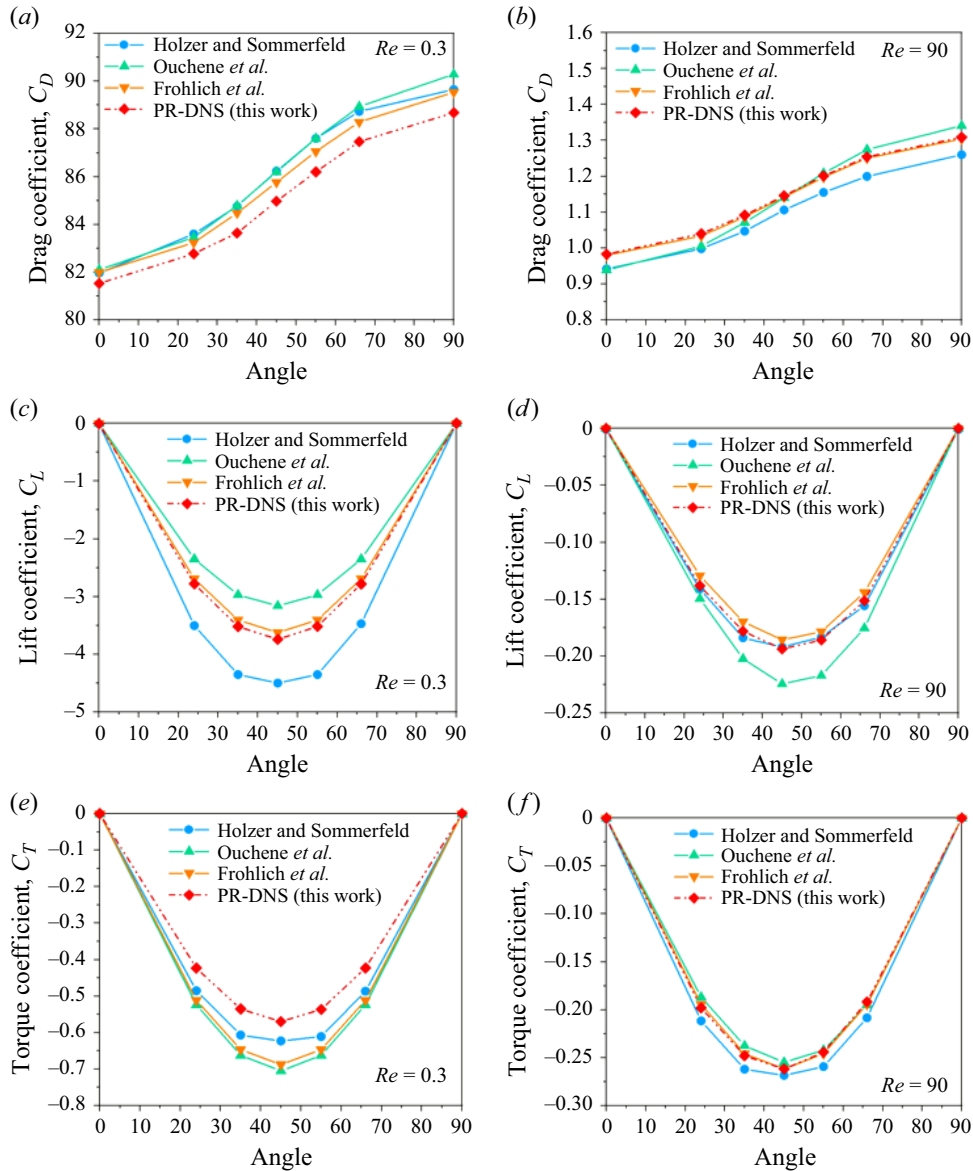 (a)
92
90
88
86
84
82
80
Drag coefficient, C_D
Holzer and Sommerfeld
Ouchene et al.
Frohlich et al.
PR-DNS (this work)
Re = 0.3
0 10 20 30 40 50 60 70 80 90
Angle
(b)
1.6
1.5
1.4
1.3
1.2
1.1
1.0
0.9
0.8
Drag coefficient, C_D
Holzer and Sommerfeld
Ouchene et al.
Frohlich et al.
PR-DNS (this work)
Re = 90
0 10 20 30 40 50 60 70 80 90
Angle
(c)
0
–1
–2
–3
–4
–5
Lift coefficient, C_L
Holzer and Sommerfeld
Ouchene et al.
Frohlich et al.
PR-DNS (this work)
Re = 0.3
0 10 20 30 40 50 60 70 80 90
Angle
(d)
0
–0.05
–0.10
–0.15
–0.20
–0.25
Lift coefficient, C_L
Holzer and Sommerfeld
Ouchene et al.
Frohlich et al.
PR-DNS (this work)
Re = 90
0 10 20 30 40 50 60 70 80 90
Angle
(e)
0
–0.1
–0.2
–0.3
–0.4
–0.5
–0.6
–0.7
–0.8
Torque coefficient, C_T
Holzer and Sommerfeld
Ouchene et al.
Frohlich et al.
PR-DNS (this work)
Re = 0.3
0 10 20 30 40 50 60 70 80 90
Angle
(f)
0
–0.05
–0.10
–0.15
–0.20
–0.25
–0.30
Torque coefficient, C_T
Holzer and Sommerfeld
Ouchene et al.
Frohlich et al.
PR-DNS (this work)
Re = 90
0 10 20 30 40 50 60 70 80 90
Angle